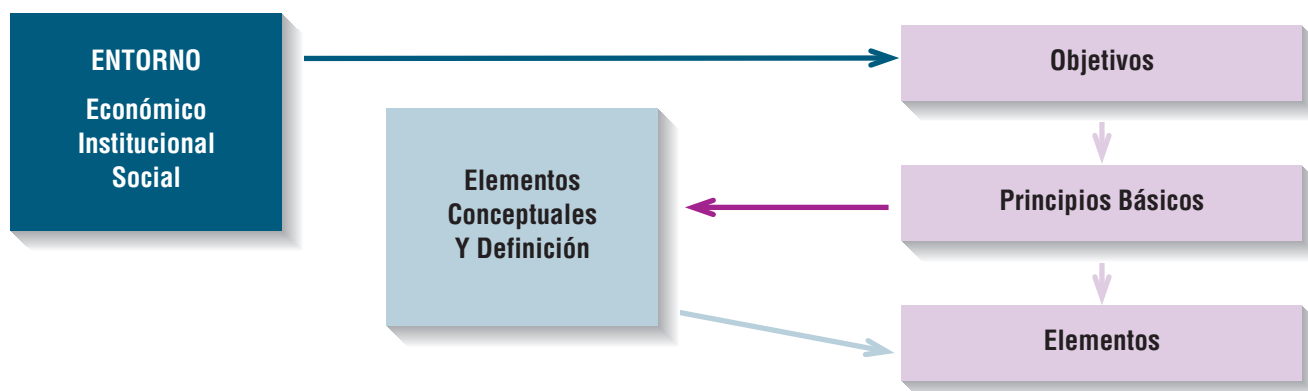 ENTORNO
Económico
Institucional
Social
Objetivos
Elementos
Conceptuales
Y Definición
Principios Básicos
Elementos